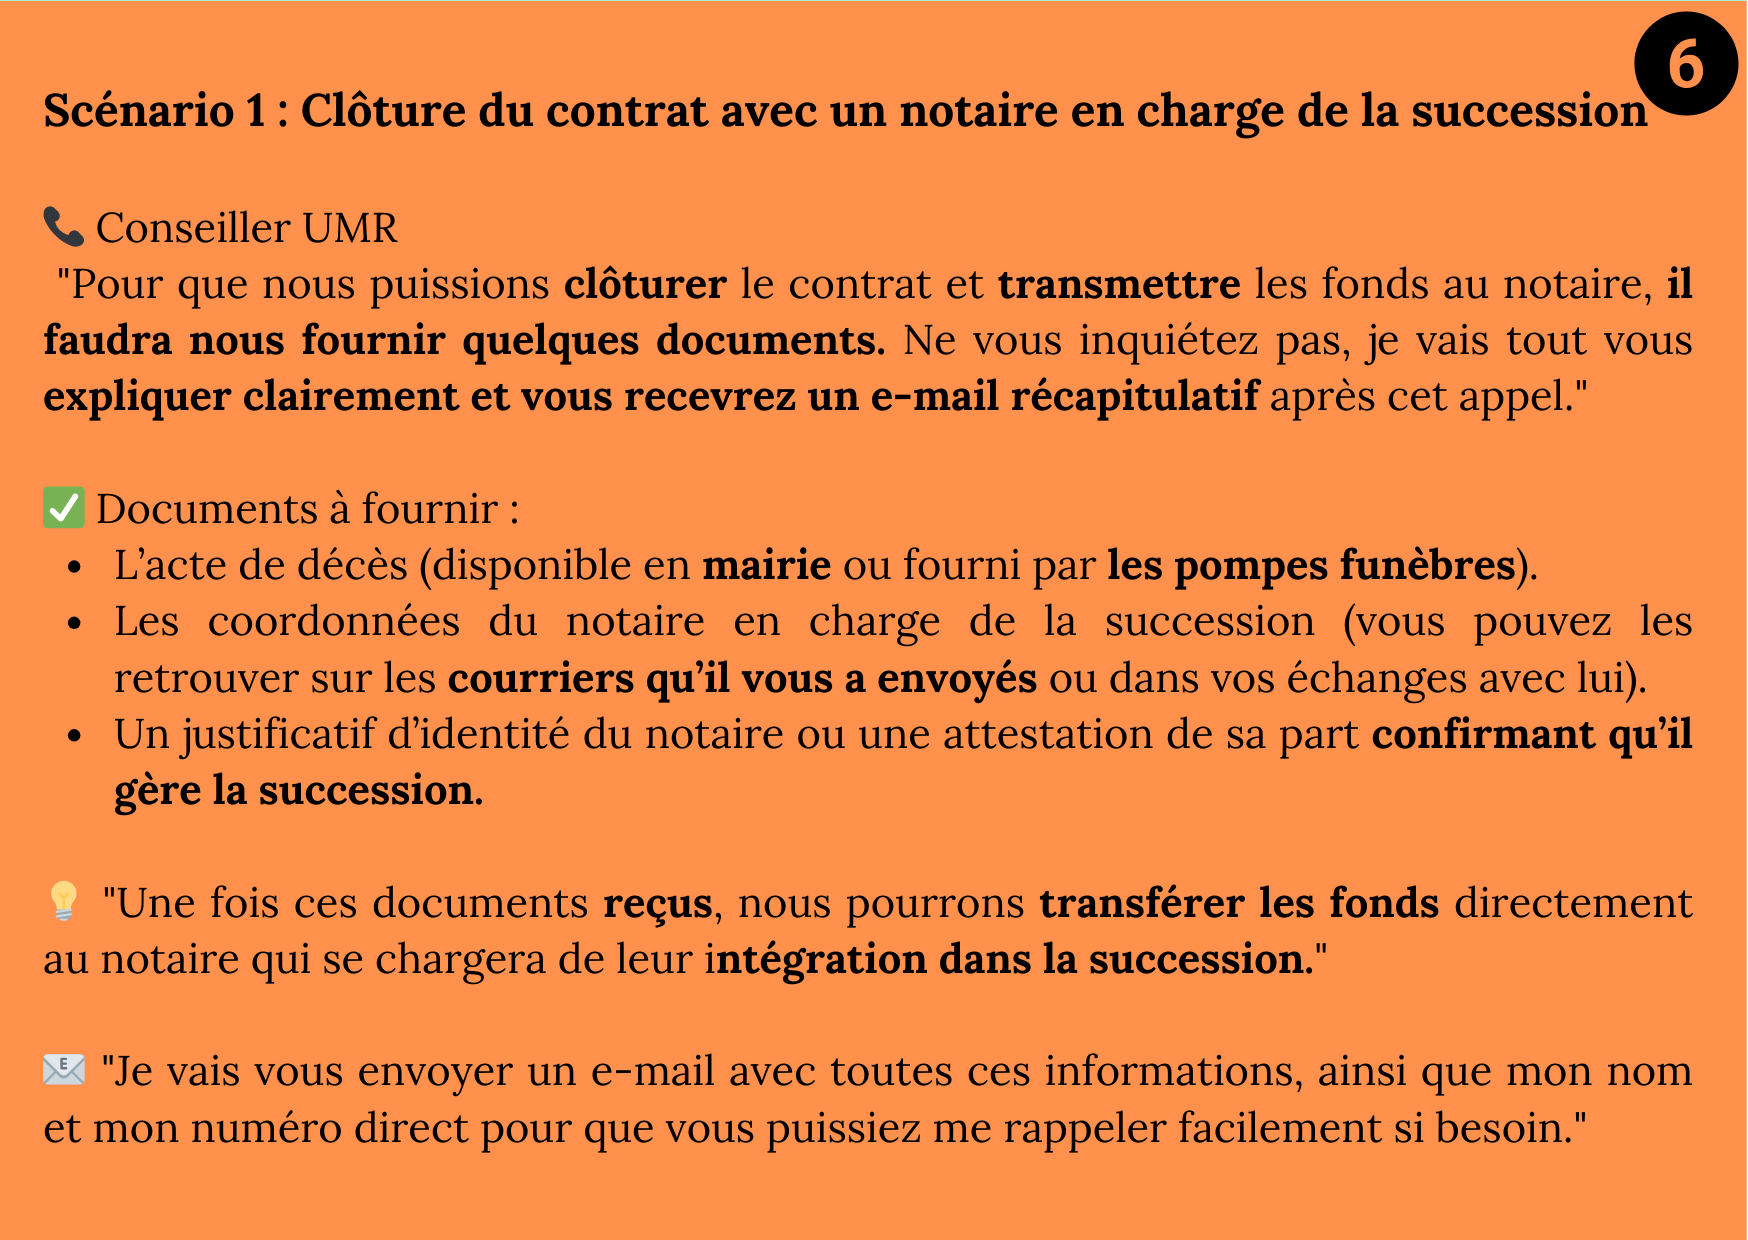 6
Scénario 1 : Clôture du contrat avec un notaire en charge de la succession
📞 Conseiller UMR
"Pour que nous puissions clôturer le contrat et transmettre les fonds au notaire, il
faudra nous fournir quelques documents. Ne vous inquiétez pas, je vais tout vous
expliquer clairement et vous recevrez un e-mail récapitulatif après cet appel."
✅ Documents à fournir :
• L’acte de décès (disponible en mairie ou fourni par les pompes funèbres).
• Les coordonnées du notaire en charge de la succession (vous pouvez les
retrouver sur les courriers qu’il vous a envoyés ou dans vos échanges avec lui).
• Un justificatif d’identité du notaire ou une attestation de sa part confirmant qu’il
gère la succession.
💡 "Une fois ces documents reçus, nous pourrons transférer les fonds directement
au notaire qui se chargera de leur intégration dans la succession."
📧 "Je vais vous envoyer un e-mail avec toutes ces informations, ainsi que mon nom
et mon numéro direct pour que vous puissiez me rappeler facilement si besoin."